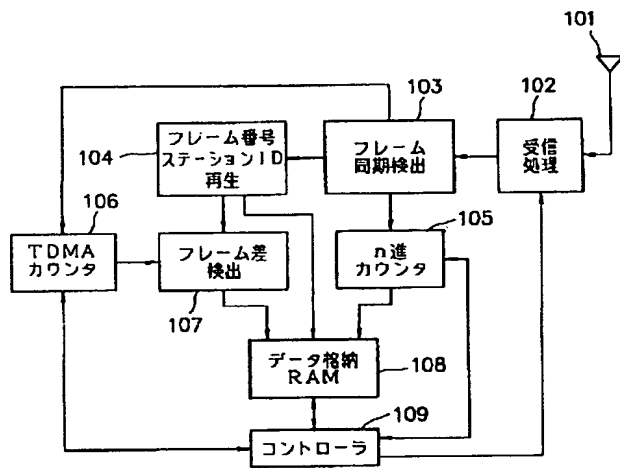 101
102
受信
処理
103
フレーム
同期検出
104
フレーム番号
ステーションID
再生
105
n進
カウンタ
106
TDMA
カウンタ
フレーム差
検出
107
データ格納
RAM
108
109
コントローラ